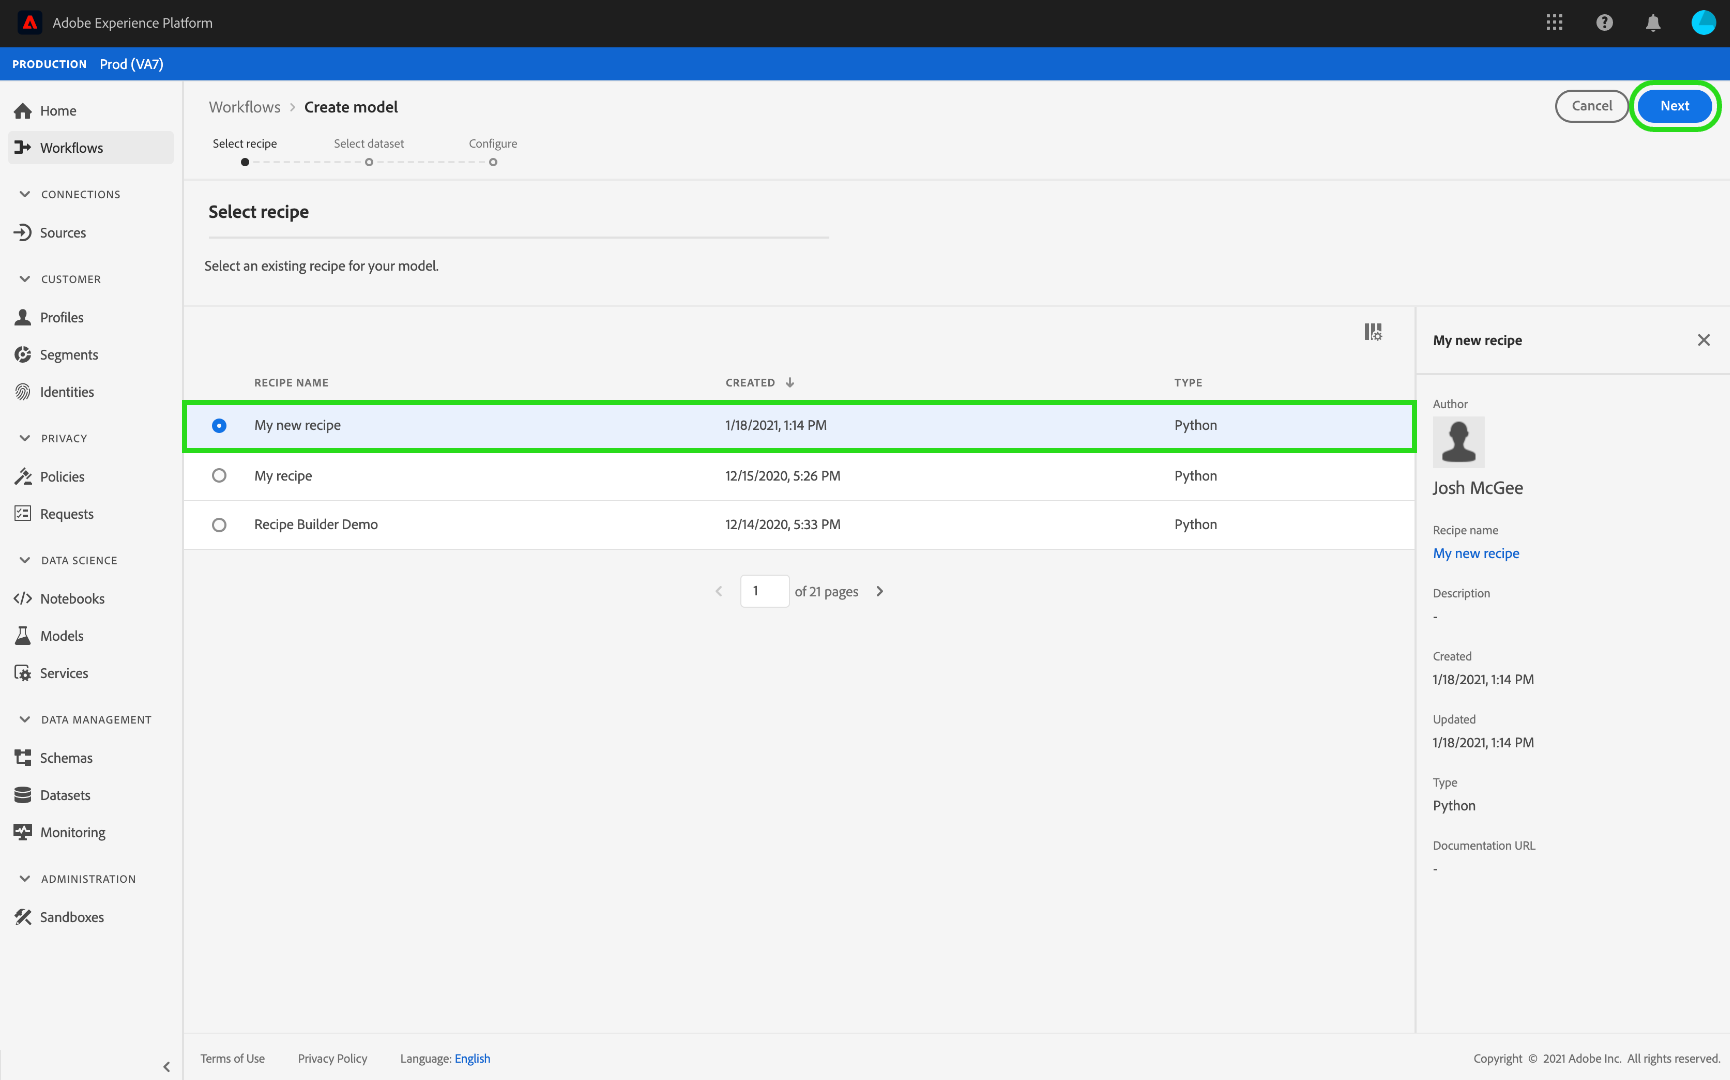 Adobe Experience Platform
PRODUCTION Prod (VA7)
Home
Workflows
CONNECTIONS
Sources
CUSTOMER
Profiles
Segments
Identities
PRIVACY
Policies
Requests
DATA SCIENCE
Notebooks
Models
Services
DATA MANAGEMENT
Schemas
Datasets
Monitoring
ADMINISTRATION
Sandboxes
Workflows > Create model
Cancel Next
Select recipe Select dataset Configure
Select recipe
Select an existing recipe for your model.
RECIPE NAME CREATED ↓ TYPE
My new recipe 1/18/2021, 1:14 PM Python
My recipe 12/15/2020, 5:26 PM Python
Recipe Builder Demo 12/14/2020, 5:33 PM Python
1 of 21 pages
My new recipe
Author
Josh McGee
Recipe name
My new recipe
Description
-
Created
1/18/2021, 1:14 PM
Updated
1/18/2021, 1:14 PM
Type
Python
Documentation URL
-
Terms of Use Privacy Policy Language: English
Copyright © 2021 Adobe Inc. All rights reserved.